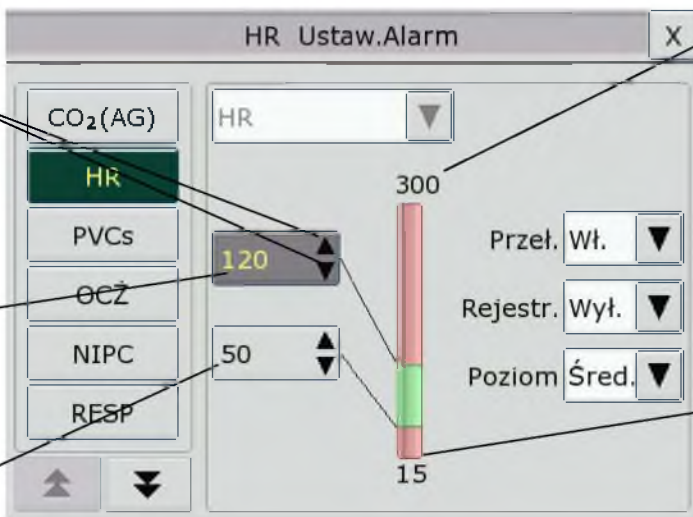 HR Ustaw.Alarm
X
CO₂(AG)
HR
PVCs
OCŻ
NIPC
RESP
HR
300
120
50
15
Przeł. Wł.
Rejestr. Wył.
Poziom Śred.